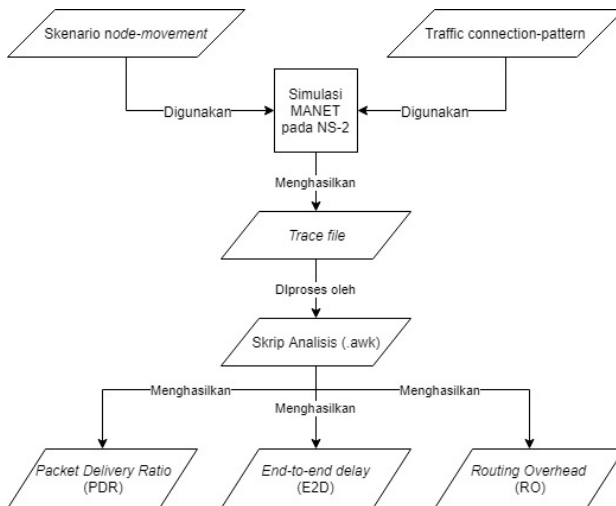 Skenario node-movement
Traffic connection-pattern
Simulasi
MANET
pada NS-2
Digunakan
Digunakan
Menghasilkan
Trace file
DIproses oleh
Skrip Analisis (.awk)
Menghasilkan
Menghasilkan
Menghasilkan
Packet Delivery Ratio
(PDR)
End-to-end delay
(E2D)
Routing Overhead
(RO)